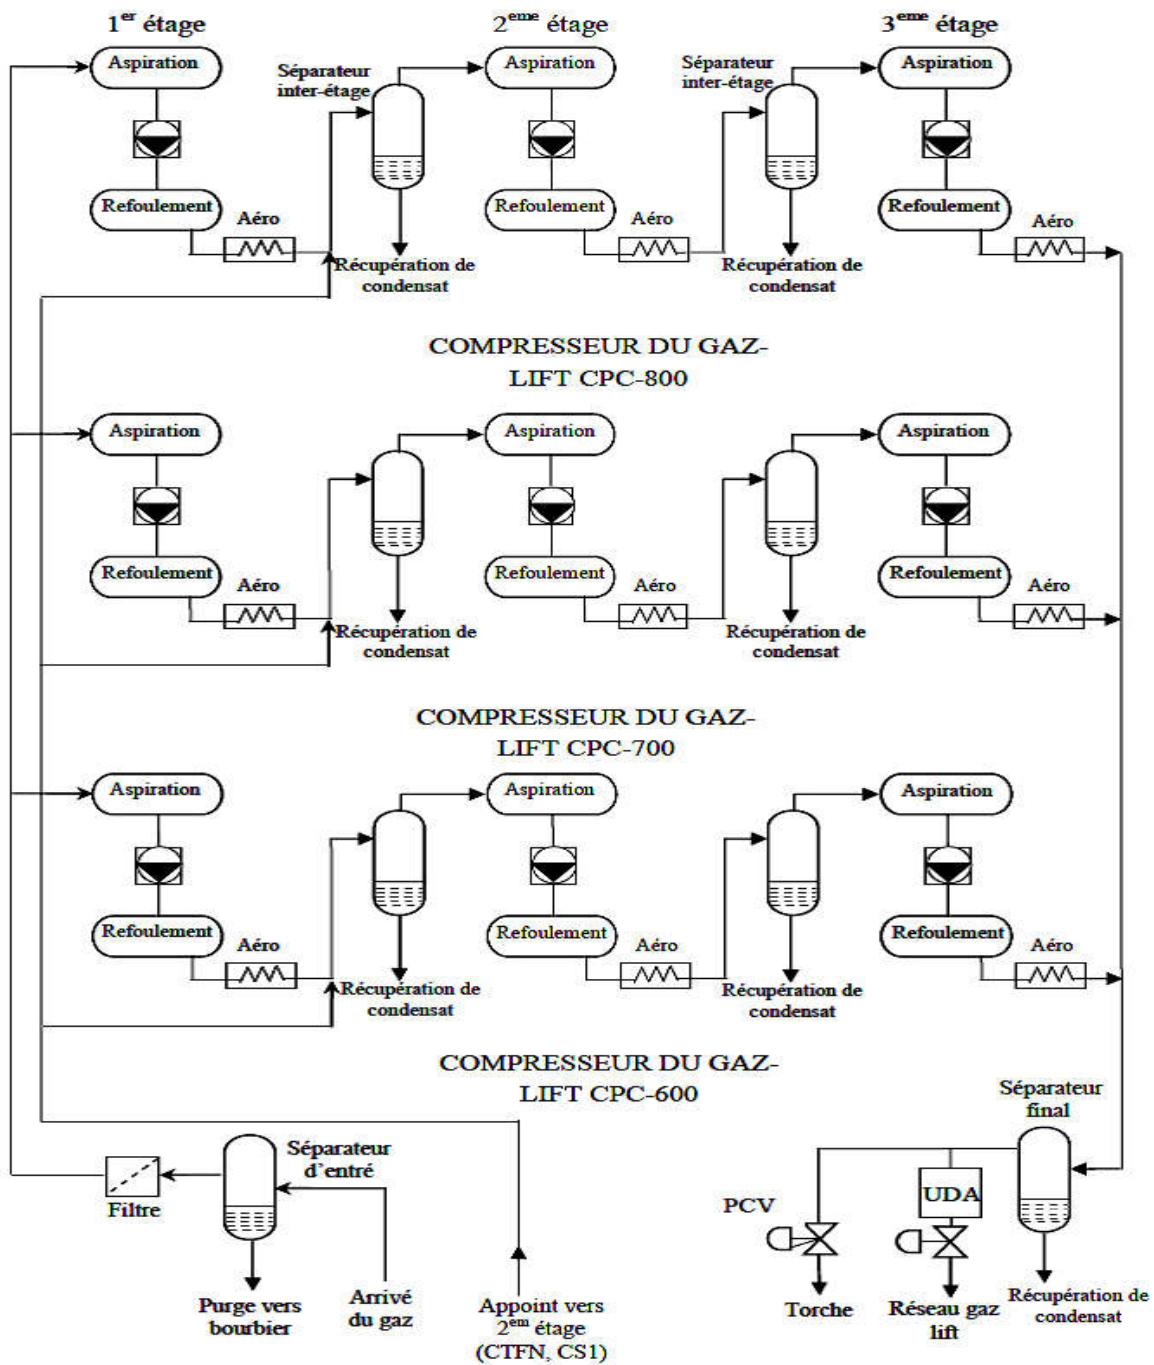 1er étage
2eme étage
3eme étage
Aspiration
Séparateur
inter-étage
Aspiration
Séparateur
inter-étage
Aspiration
Refoulement
Aéro
Refoulement
Aéro
Refoulement
Aéro
Récupération de
condensat
Récupération de
condensat
COMPRESSEUR DU GAZ-
LIFT CPC-800
Aspiration
Aspiration
Aspiration
Refoulement
Aéro
Refoulement
Aéro
Refoulement
Aéro
Récupération de
condensat
Récupération de
condensat
COMPRESSEUR DU GAZ-
LIFT CPC-700
Aspiration
Aspiration
Aspiration
Refoulement
Aéro
Refoulement
Aéro
Refoulement
Aéro
Récupération de
condensat
Récupération de
condensat
COMPRESSEUR DU GAZ-
LIFT CPC-600
Séparateur
final
Séparateur
d'entré
Filtre
PCV
UDA
Purge vers
bourbier
Arrivé
du gaz
Appoint vers
2em étage
(CTFN, CS1)
Torche
Réseau gaz
lift
Récupération de
condensat